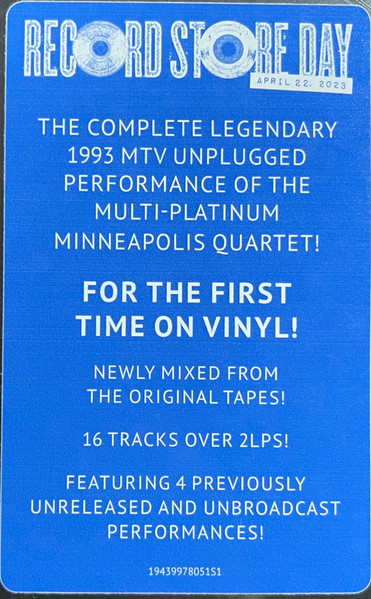 RECORD STORE DAY
APRIL 22. 2023
THE COMPLETE LEGENDARY
1993 MTV UNPLUGGED
PERFORMANCE OF THE
MULTI-PLATINUM
MINNEAPOLIS QUARTET!
FOR THE FIRST
TIME ON VINYL!
NEWLY MIXED FROM
THE ORIGINAL TAPES!
16 TRACKS OVER 2LPS!
FEATURING 4 PREVIOUSLY
UNRELEASED AND UNBROADCAST
PERFORMANCES!
19439978051S1